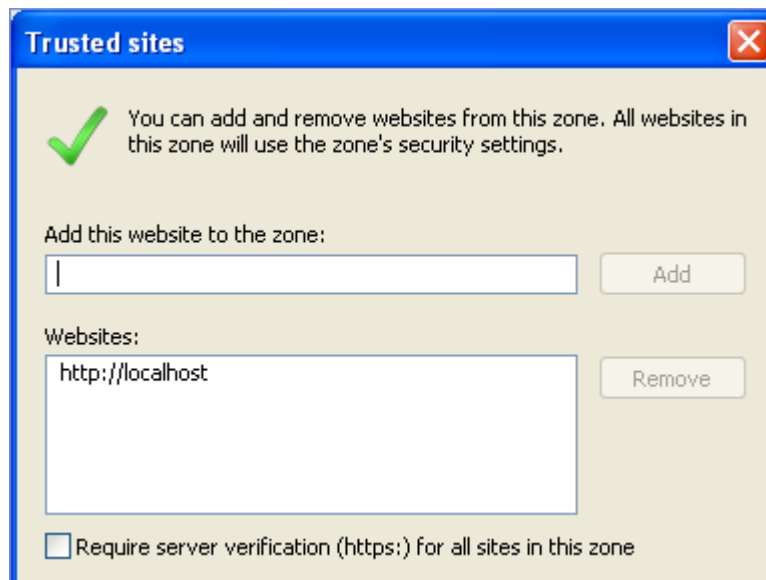 Trusted sites
You can add and remove websites from this zone. All websites in
this zone will use the zone's security settings.
Add this website to the zone:
Add
Websites:
http://localhost
Remove
Require server verification (https:) for all sites in this zone